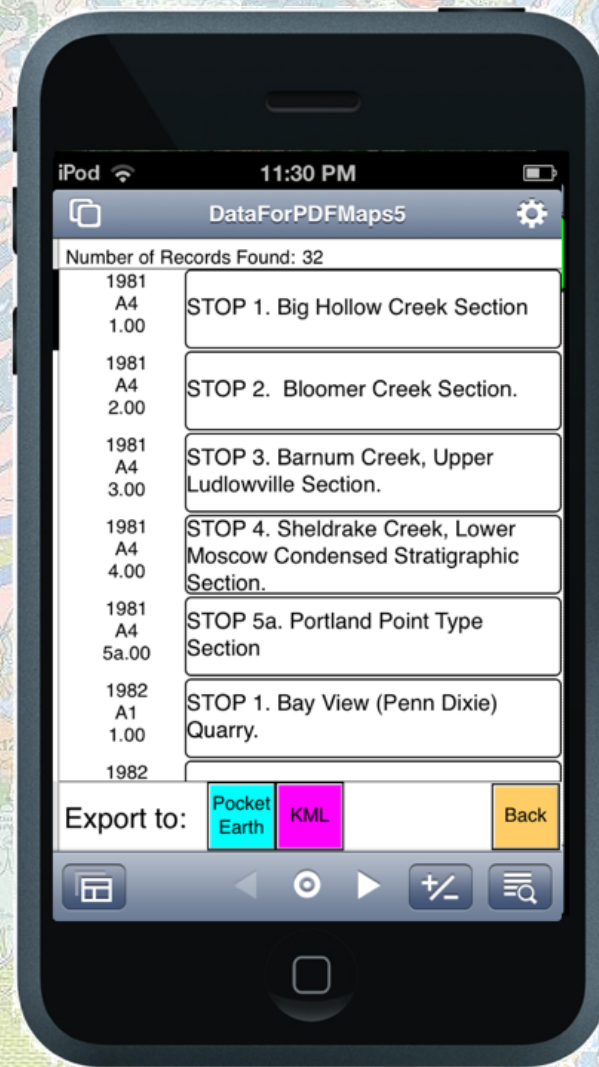 iPod 11:30 PM
DataForPDFMaps5
Number of Records Found: 32
1981
A4
1.00
STOP 1. Big Hollow Creek Section
1981
A4
2.00
STOP 2.  Bloomer Creek Section.
1981
A4
3.00
STOP 3. Barnum Creek, Upper
Ludlowville Section.
1981
A4
4.00
STOP 4. Sheldrake Creek, Lower
Moscow Condensed Stratigraphic
Section.
1981
A4
5a.00
STOP 5a. Portland Point Type
Section
1982
A1
1.00
STOP 1. Bay View (Penn Dixie)
Quarry.
1982
Export to:
Pocket
Earth
KML
Back
+/−